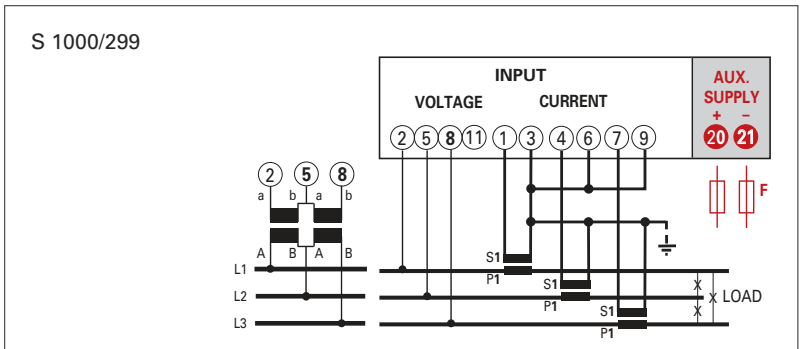 S 1000/299
INPUT
AUX.
SUPPLY
VOLTAGE CURRENT
+ –
2 5 8 11 1 3 4 6 7 9 20 21
2 5 8
a b a b
F
A B A B
S1
L1
P1
S1
L2
X X LOAD
P1
S1
X
L3
P1